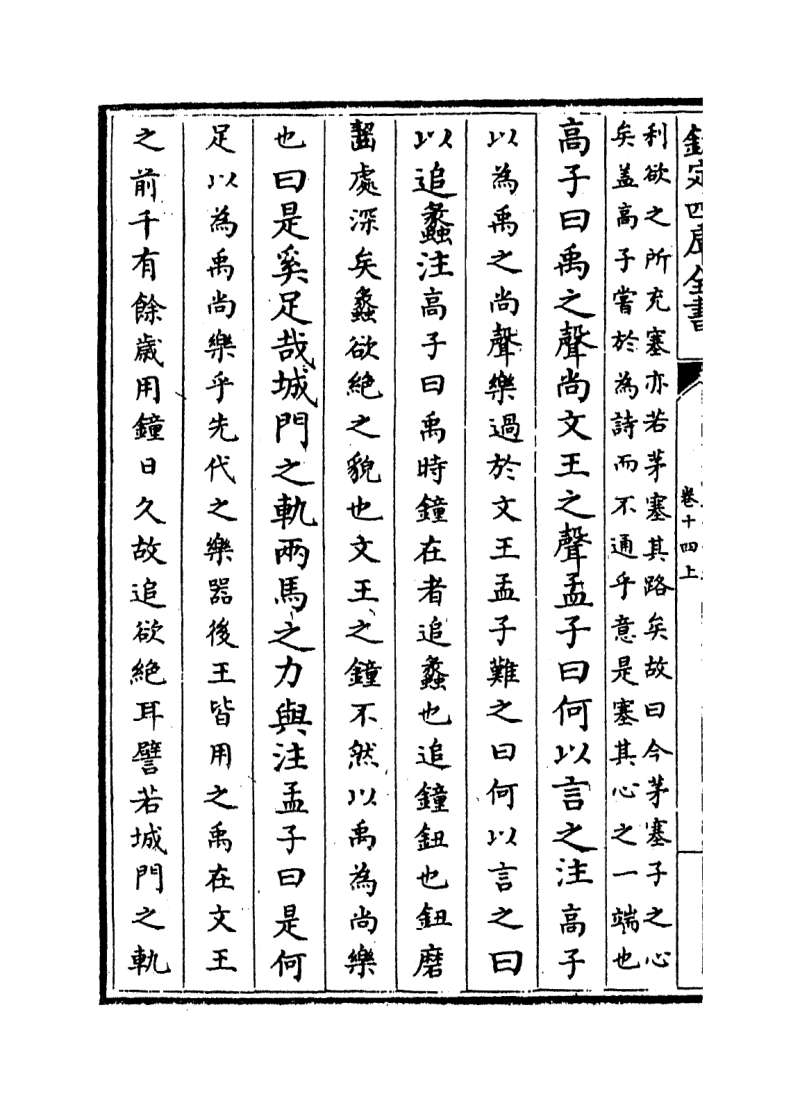 欽定四庫全書
卷十四上
利欲之所充塞亦若茅塞其路矣故曰今茅塞子之心
矣盖高子嘗於為詩而不通乎意是塞其心之一端也
高子曰禹之聲尚文王之聲孟子曰何以言之注高子
以為禹之尚聲樂過於文王孟子難之曰何以言之曰
以追蠡注高子曰禹時鐘在者追蠡也追鐘鈕也鈕磨
齧處深矣蠡欲絶之貌也文王之鐘不然以禹為尚樂
也曰是奚足哉城門之軌兩馬之力與注孟子曰是何
足以為禹尚樂乎先代之樂器後王皆用之禹在文王
之前千有餘歲用鐘日久故追欲絶耳譬若城門之軌